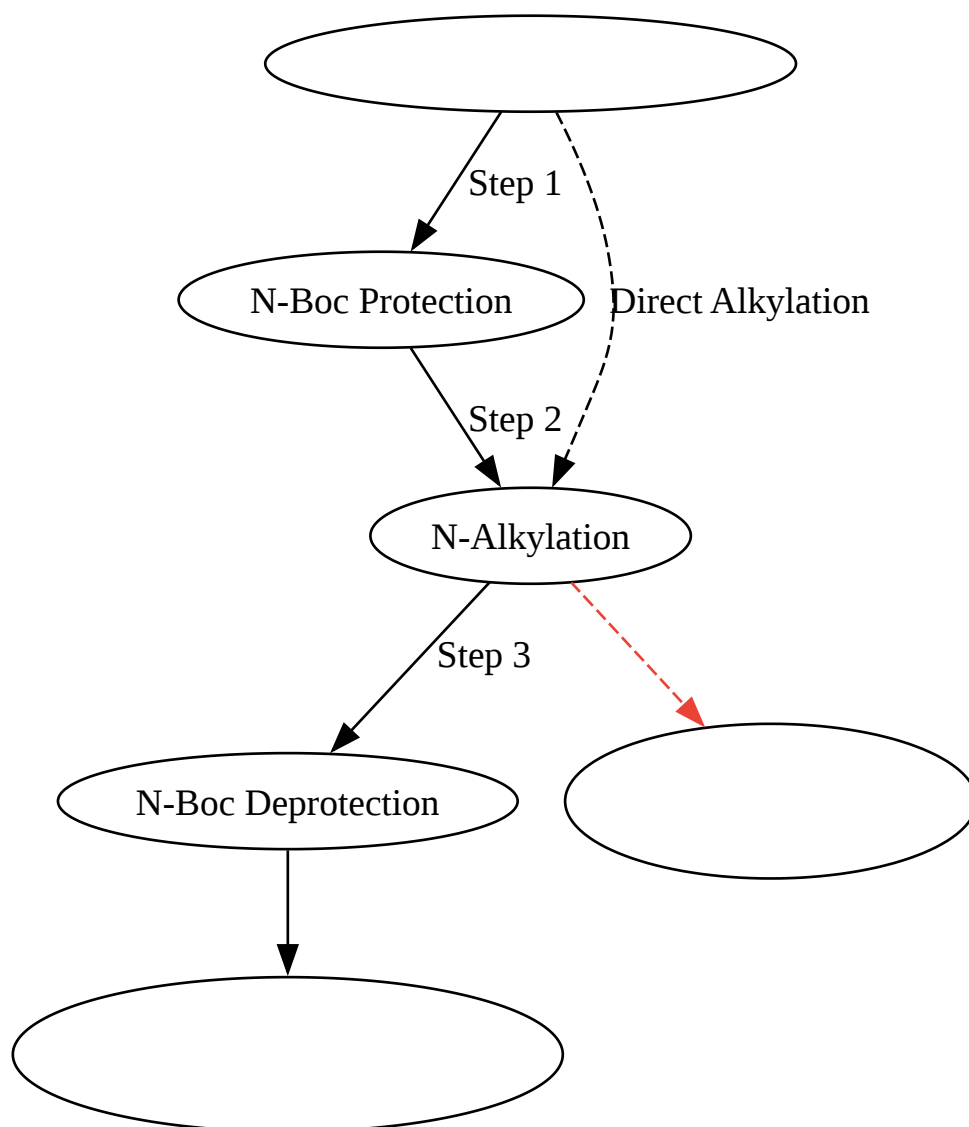 Step 1
N-Boc Protection
Direct Alkylation
Step 2
N-Alkylation
Step 3
N-Boc Deprotection